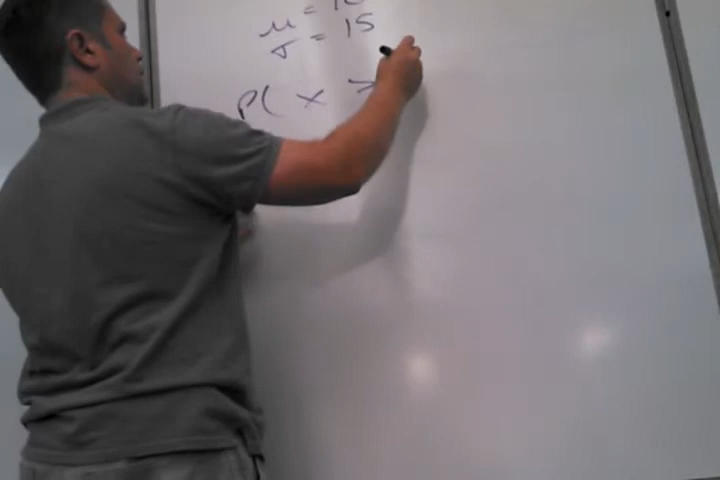 μ =
σ = 15
P( x >